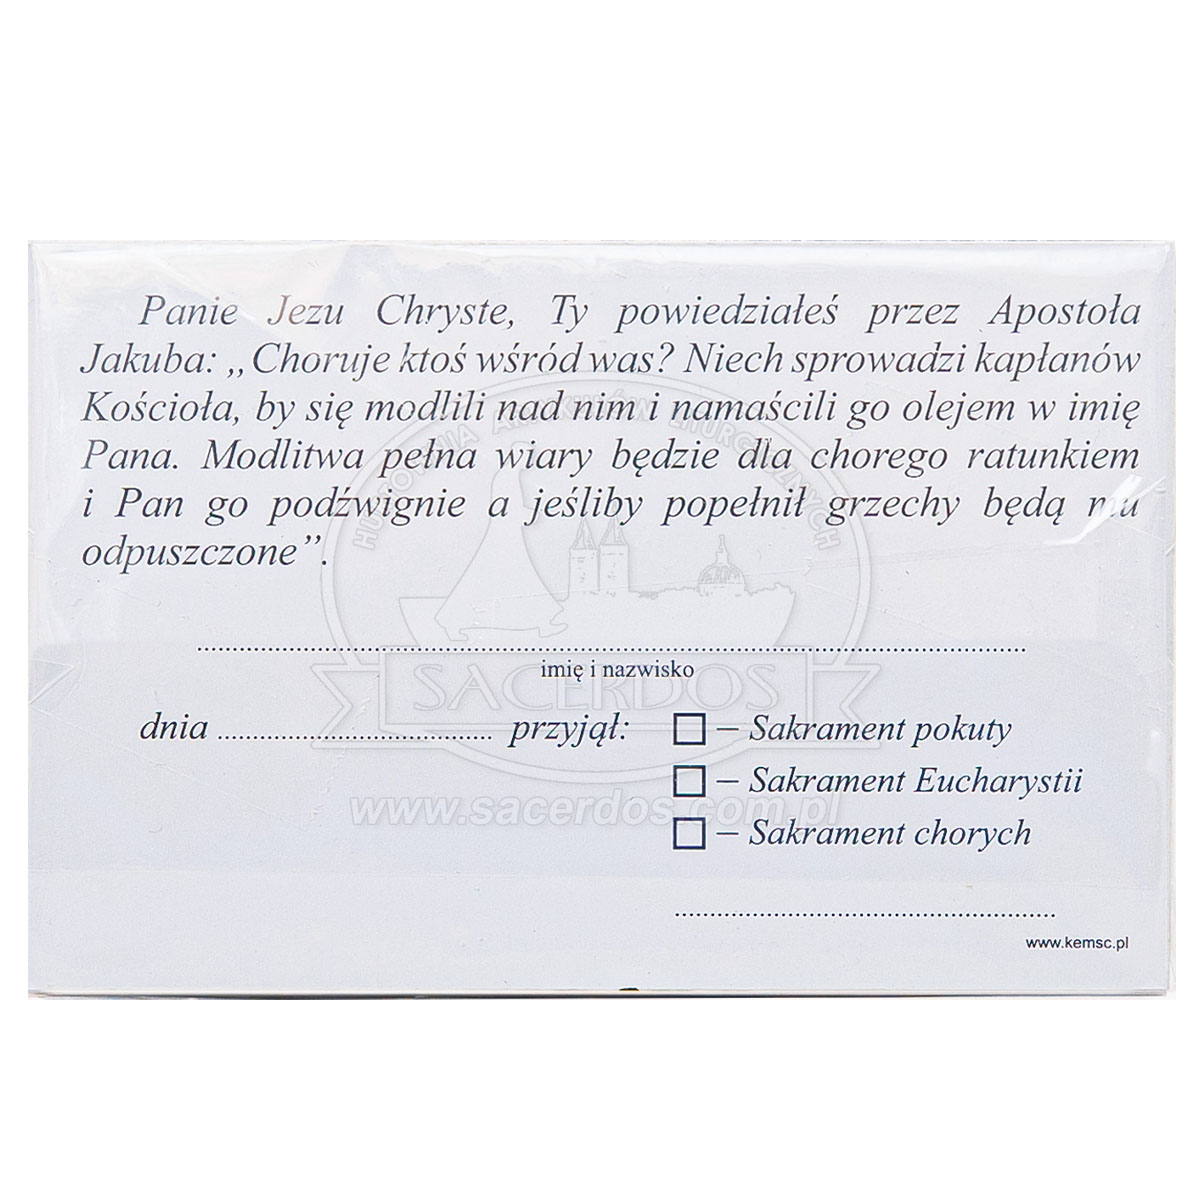 Panie Jezu Chryste, Ty powiedziałeś przez Apostoła
Jakuba: „Choruje ktoś wśród was? Niech sprowadzi kapłanów
Kościoła, by się modlili nad nim i namaścili go olejem w imię
Pana. Modlitwa pełna wiary będzie dla chorego ratunkiem
i Pan go podźwignie a jeśliby popełnił grzechy będą mu
odpuszczone”.
HURTOWNIA ARTYKUŁÓW LITURGICZNYCH
imię i nazwisko
SACERDOS
dnia ........................................ przyjął: □ – Sakrament pokuty
□ – Sakrament Eucharystii
www.sacerdos.com.pl
□ – Sakrament chorych
www.kemsc.pl